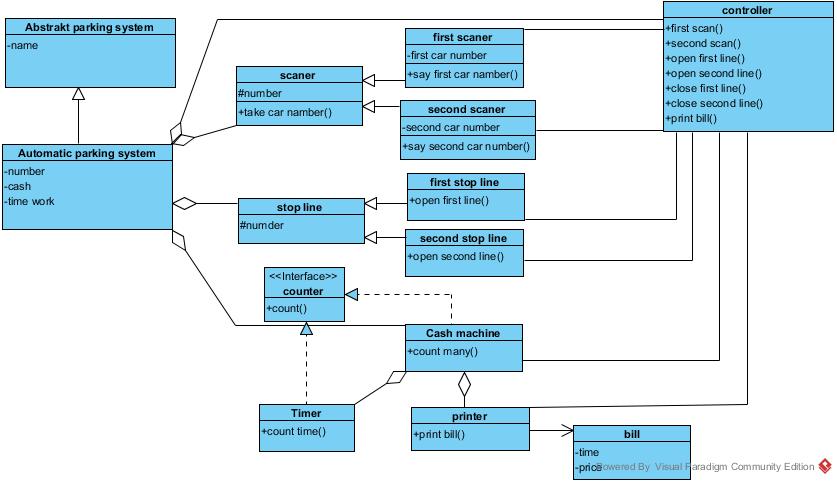 Abstrakt parking system
-name
Automatic parking system
-number
-cash
-time work
scaner
#number
+take car namber()
first scaner
-first car number
+say first car namber()
second scaner
-second car number
+say second car number()
controller
+first scan()
+second scan()
+open first line()
+open second line()
+close first line()
+close second line()
+print bill()
stop line
#numder
first stop line
+open first line()
second stop line
+open second line()
<<Interface>>
counter
+count()
Cash machine
+count many()
Timer
+count time()
printer
+print bill()
bill
-time
-price
Powered By Visual Paradigm Community Edition